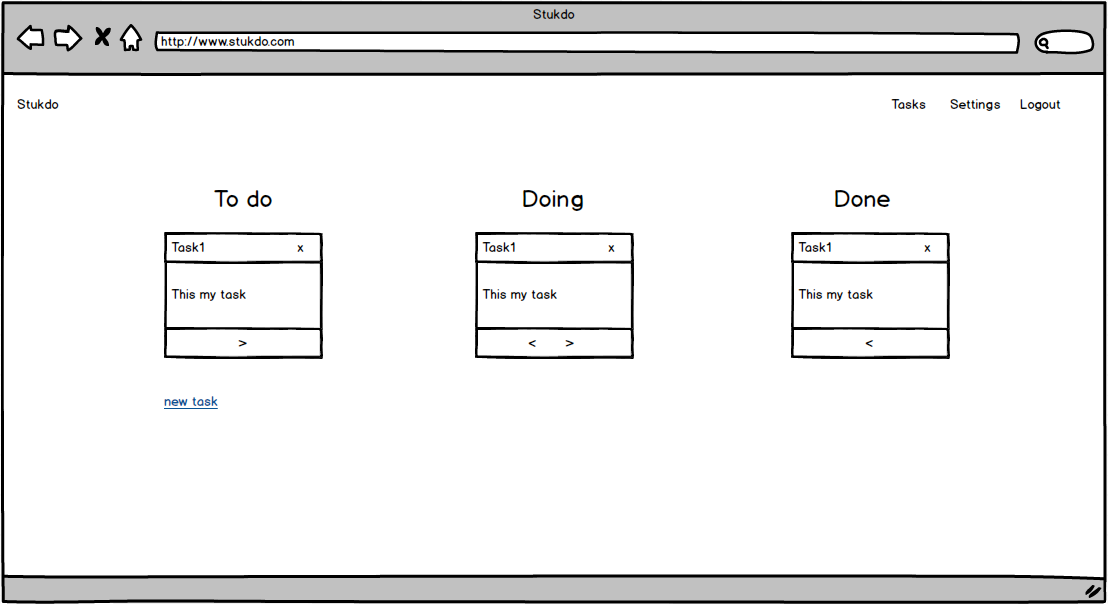 Stukdo
http://www.stukdo.com
Stukdo Tasks Settings Logout
To do Doing Done
Task1 x Task1 x Task1 x
This my task This my task This my task
> < > <
new task